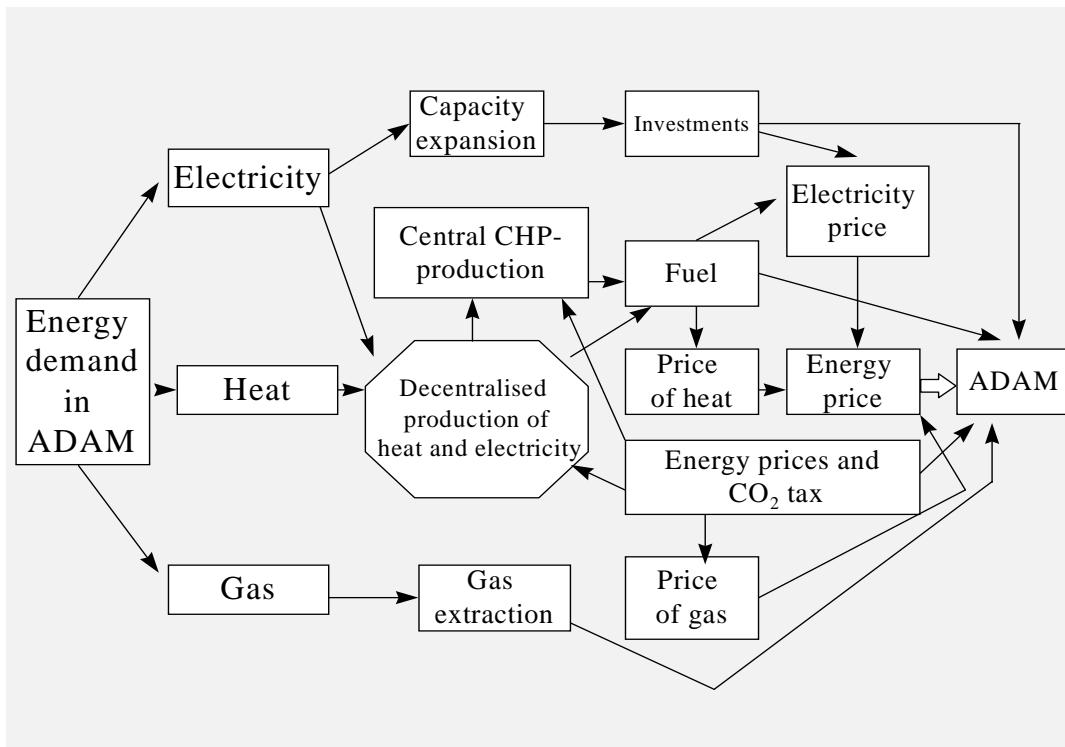 Capacity
expansion
Investments
Electricity
Electricity
price
Central CHP-
production
Fuel
Energy
demand
in
ADAM
Heat
Decentralised
production of
heat and electricity
Price
of heat
Energy
price
ADAM
Energy prices and
CO₂ tax
Gas
Gas
extraction
Price
of gas